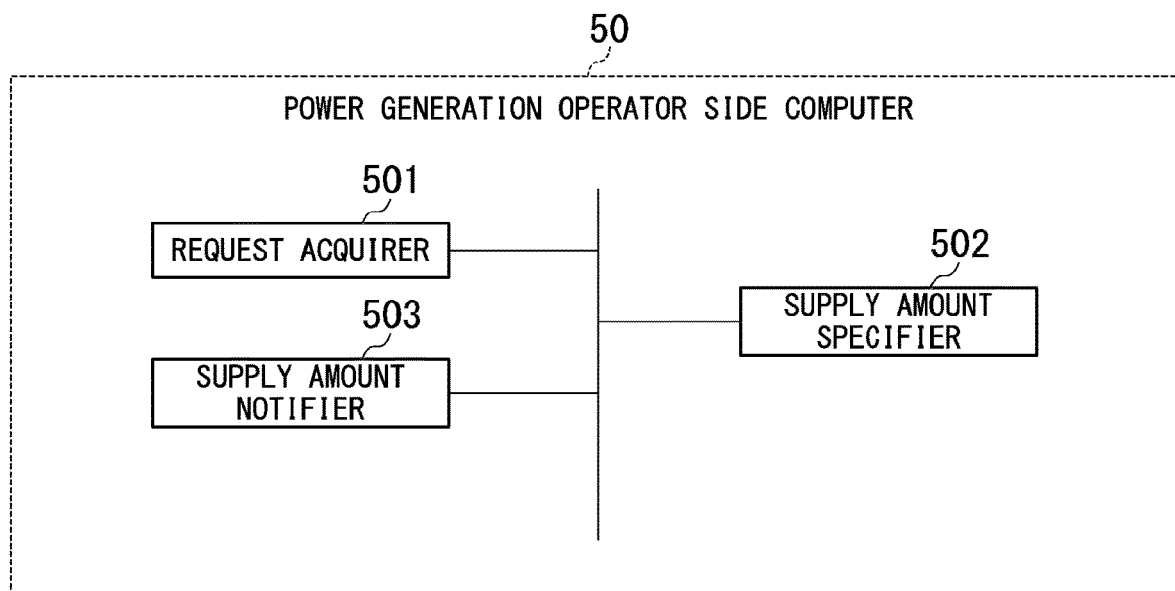 50
POWER GENERATION OPERATOR SIDE COMPUTER
501
REQUEST ACQUIRER
502
SUPPLY AMOUNT
SPECIFIER
503
SUPPLY AMOUNT
NOTIFIER